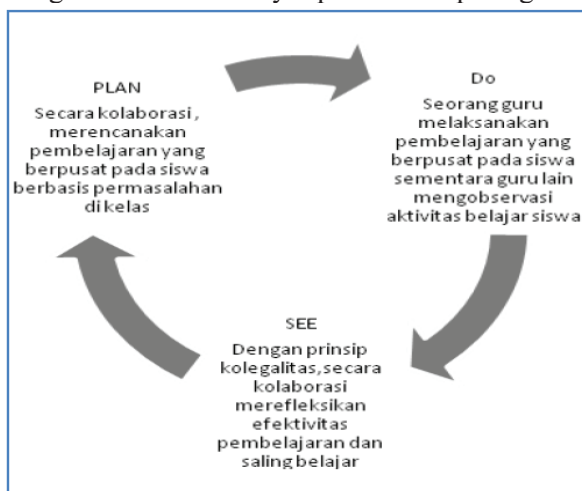 PLAN
Secara kolaborasi,
merencanakan
pembelajaran yang
berpusat pada siswa
berbasis permasalahan
di kelas
Do
Seorang guru
melaksanakan
pembelajaran yang
berpusat pada siswa
sementara guru lain
mengobservasi
aktivitas belajar siswa
SEE
Dengan prinsip
kolegalitas,secara
kolaborasi
merefleksikan
efektivitas
pembelajaran dan
saling belajar